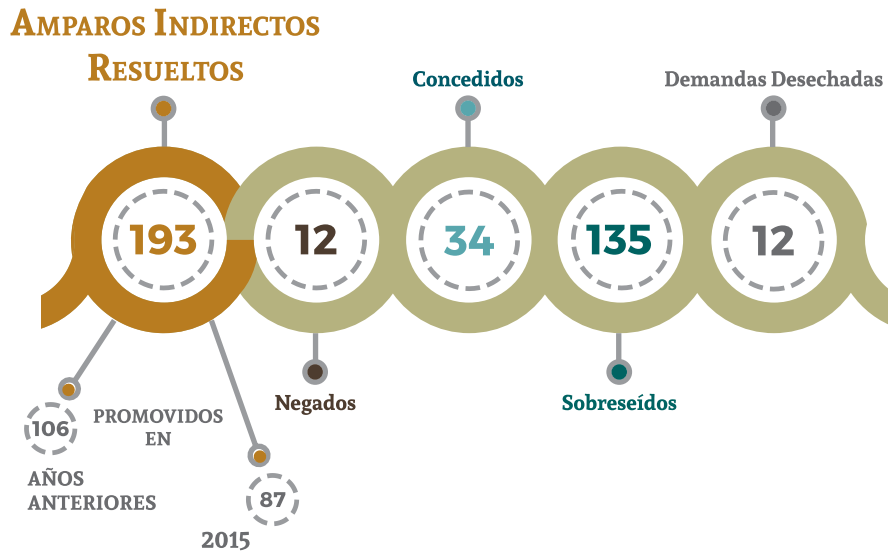 AMPAROS INDIRECTOS
RESUELTOS
Concedidos
Demandas Desechadas
193
12
34
135
12
Negados
Sobreseídos
106
PROMOVIDOS
EN
AÑOS
ANTERIORES
87
2015